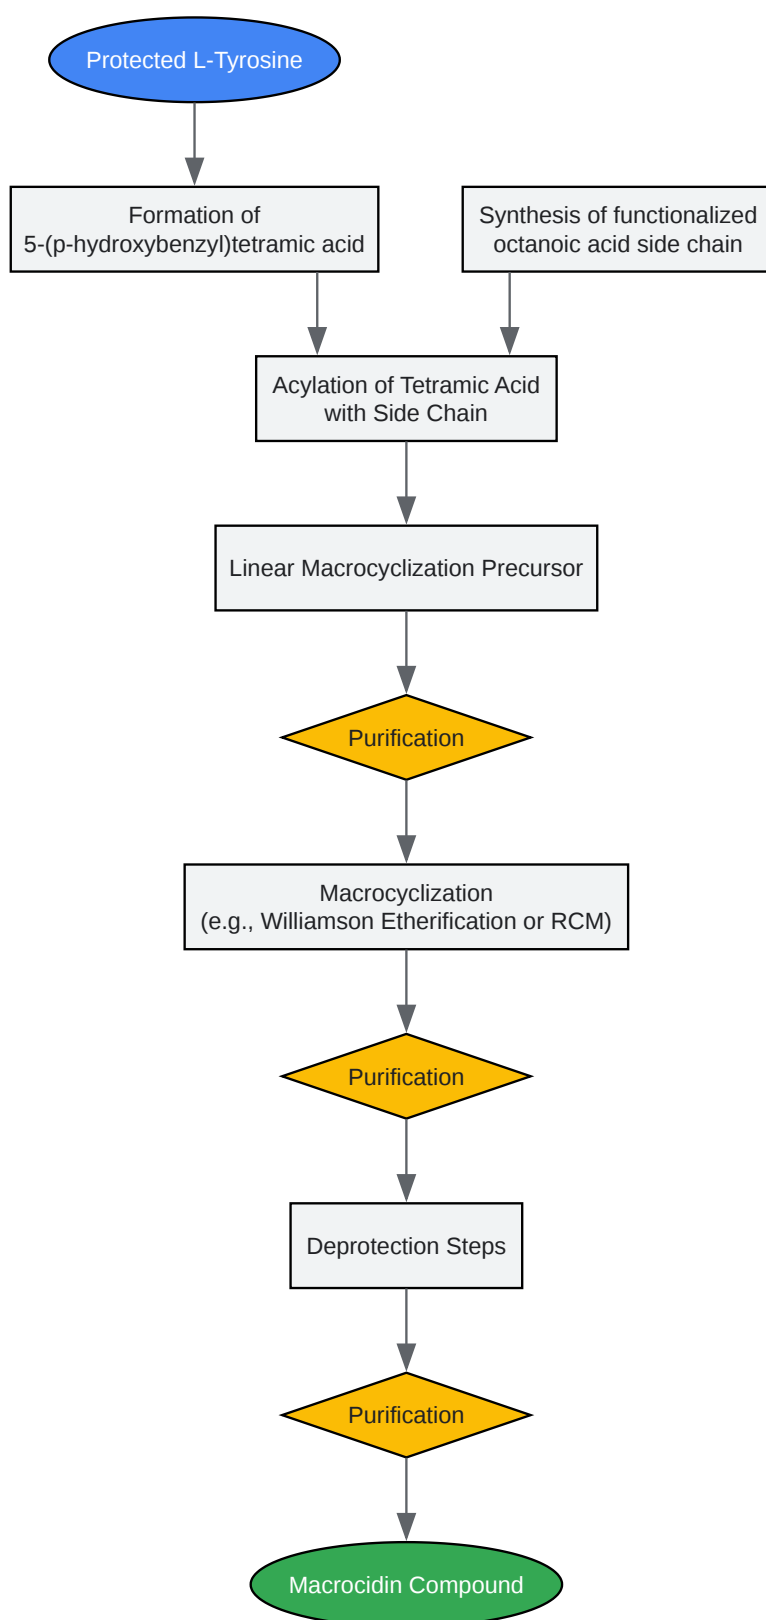 Protected L-Tyrosine
Formation of
5-(p-hydroxybenzyl)tetramic acid
Synthesis of functionalized
octanoic acid side chain
Acylation of Tetramic Acid
with Side Chain
Linear Macrocyclization Precursor
Purification
Macrocyclization
(e.g., Williamson Etherification or RCM)
Purification
Deprotection Steps
Purification
Macrocidin Compound